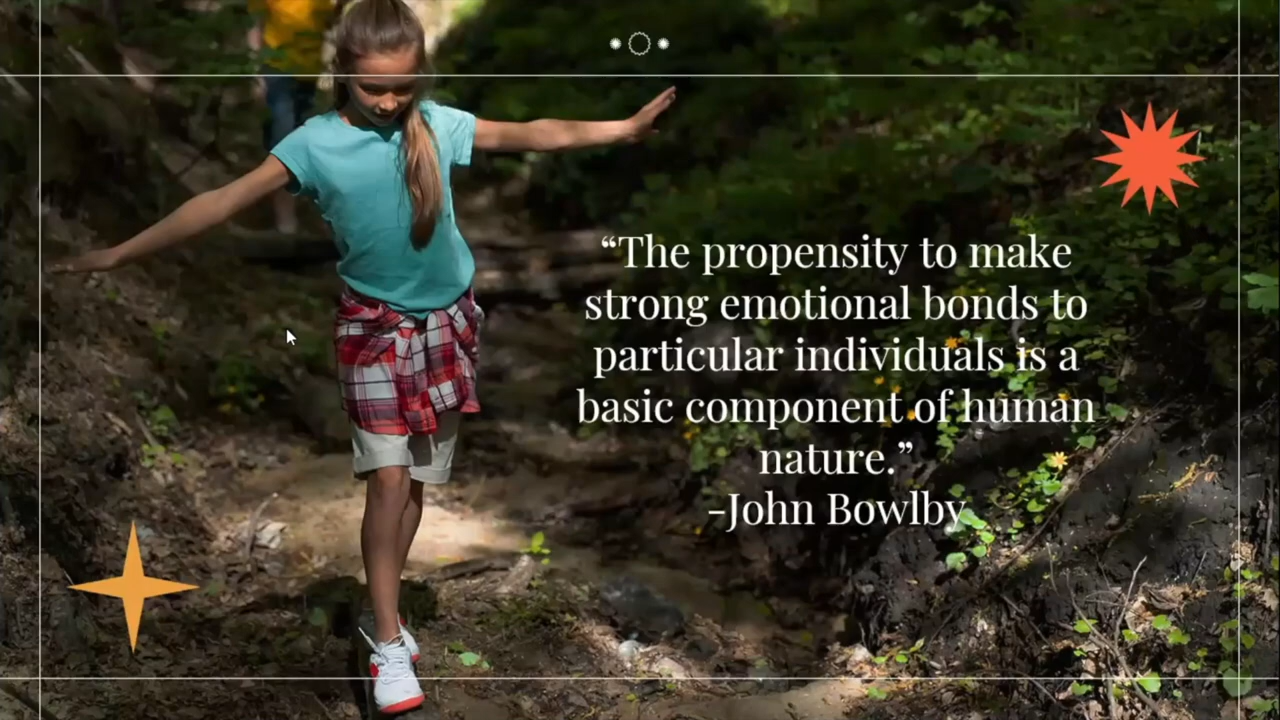 “The propensity to make
strong emotional bonds to
particular individuals is a
basic component of human
nature.”
-John Bowlby